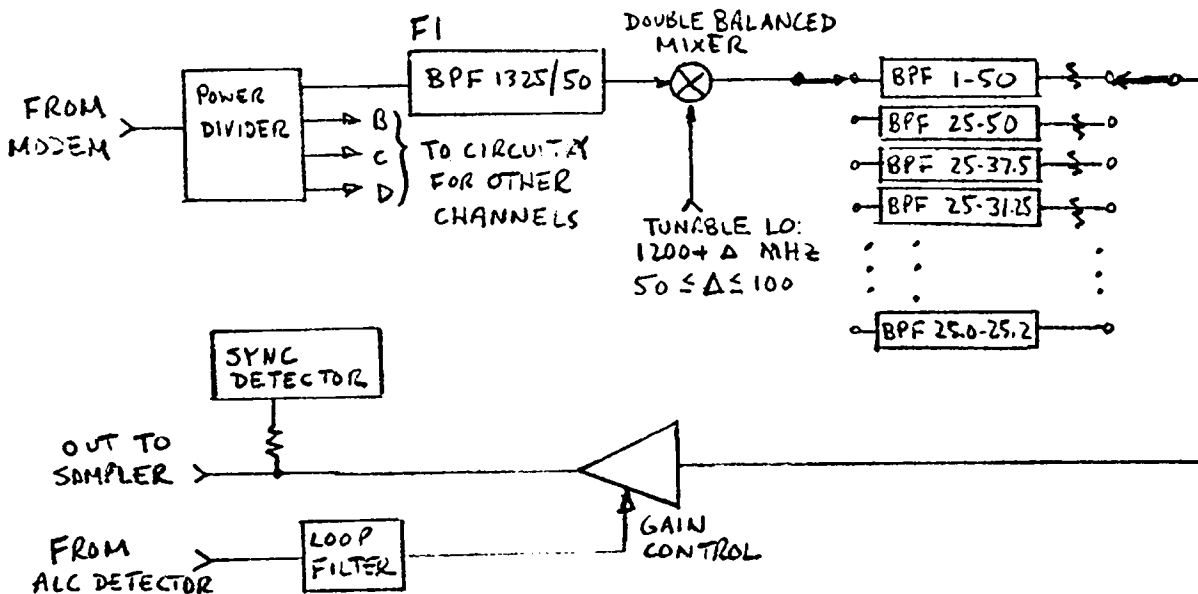 F1
DOUBLE BALANCED
MIXER
BPF 1325/50
BPF 1-50
POWER
DIVIDER
FROM
MODEM
B
C
D
TO CIRCUITRY
FOR OTHER
CHANNELS
BPF 25-50
BPF 25-37.5
BPF 25-31.25
TUNABLE LO:
1200+ Δ MHZ
50 ≤ Δ ≤ 100
BPF 25.0-25.2
SYNC
DETECTOR
OUT TO
SAMPLER
GAIN
CONTROL
FROM
ALC DETECTOR
LOOP
FILTER